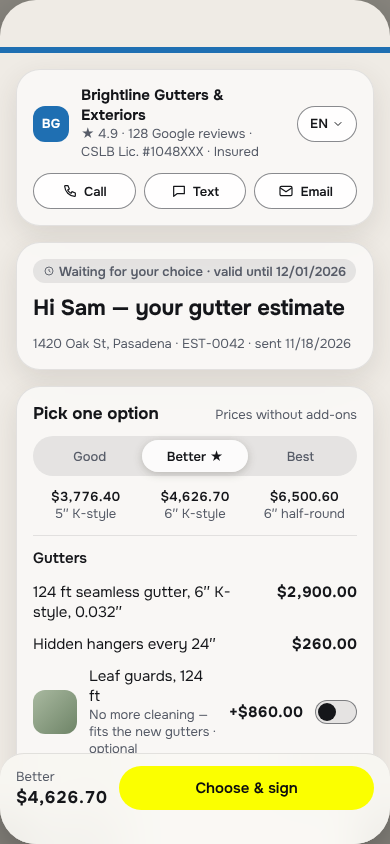 BG
Brightline Gutters &
Exteriors
★ 4.9 · 128 Google reviews ·
CSLB Lic. #1048XXX · Insured
EN
Call
Text
Email
Waiting for your choice · valid until 12/01/2026
Hi Sam — your gutter estimate
1420 Oak St, Pasadena · EST-0042 · sent 11/18/2026
Pick one option
Prices without add-ons
Good
Better ★
Best
$3,776.40
$4,626.70
$6,500.60
5″ K-style
6″ K-style
6″ half-round
Gutters
124 ft seamless gutter, 6″ K-
style, 0.032″
$2,900.00
Hidden hangers every 24″
$260.00
Leaf guards, 124
ft
No more cleaning —
fits the new gutters ·
optional
+$860.00
Better
$4,626.70
Choose & sign